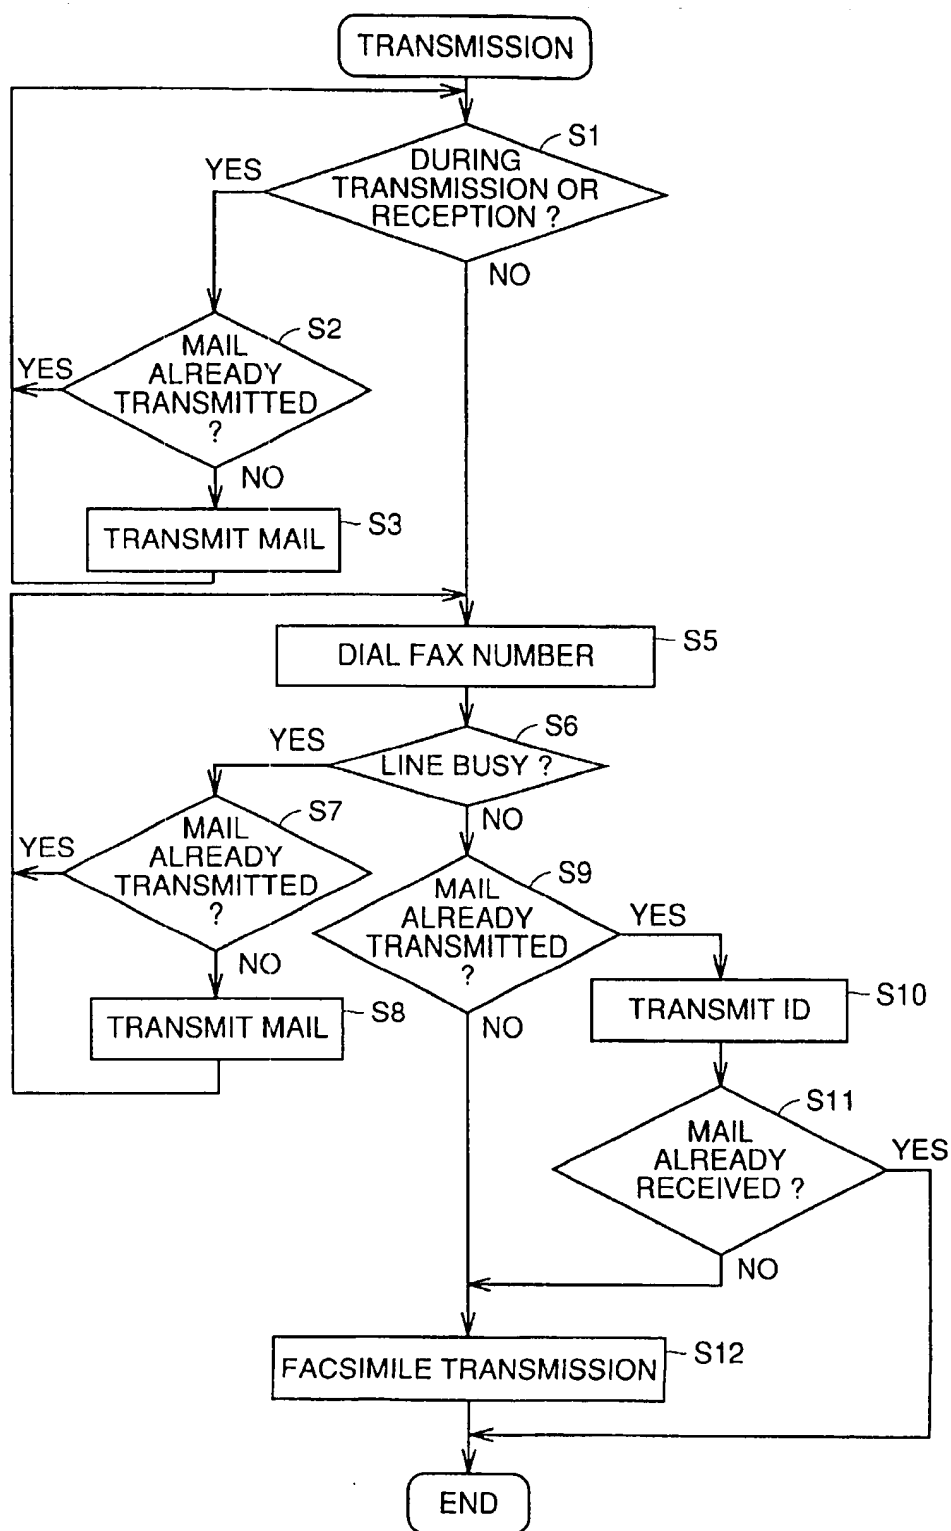 TRANSMISSION
S1
DURING
TRANSMISSION OR
RECEPTION ?
YES
NO
S2
MAIL
ALREADY
TRANSMITTED
?
YES
NO
TRANSMIT MAIL
S3
DIAL FAX NUMBER
S5
S6
YES
LINE BUSY ?
NO
S7
MAIL
ALREADY
TRANSMITTED
?
YES
NO
TRANSMIT MAIL
S8
S9
MAIL
ALREADY
TRANSMITTED
?
YES
NO
TRANSMIT ID
S10
S11
MAIL
ALREADY
RECEIVED ?
YES
NO
FACSIMILE TRANSMISSION
S12
END